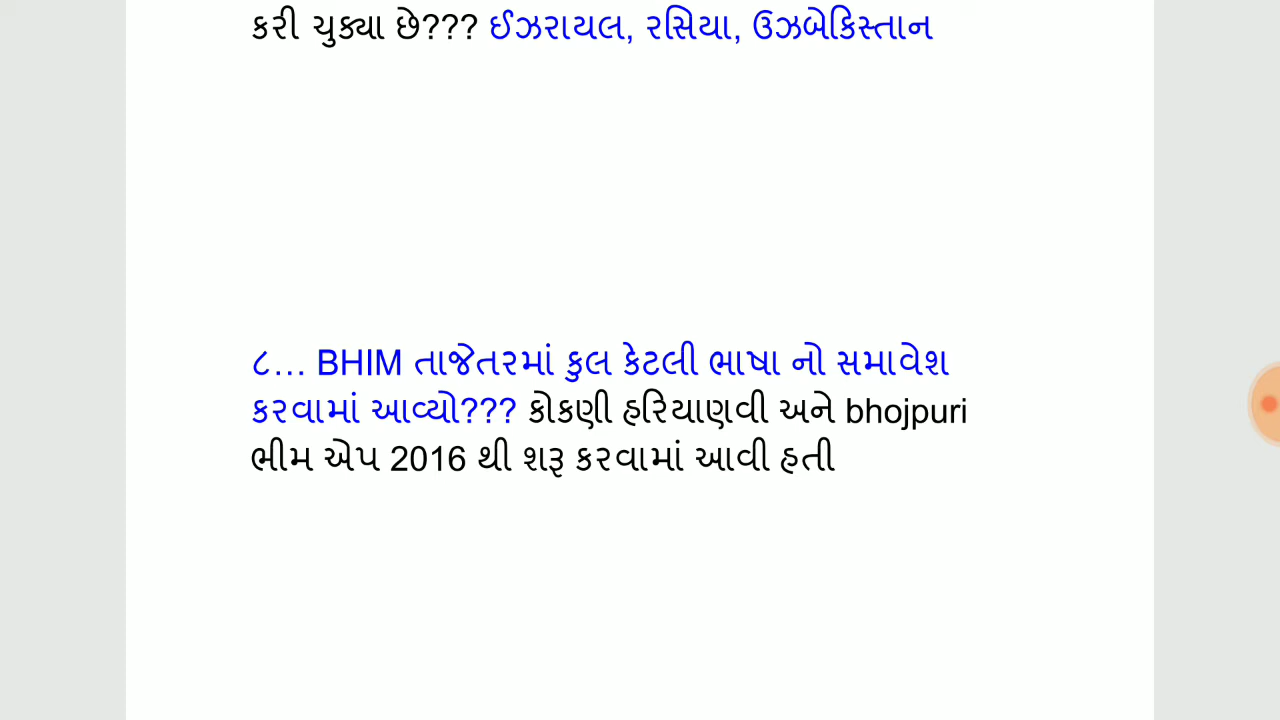 કરી ચુક્યા છે??? ઈઝરાયલ, રસિયા, ઉઝબેકિસ્તાન
૮... BHIM તાજેતરમાં કુલ કેટલી ભાષા નો સમાવેશ
કરવામાં આવ્યો??? કોકણી હરિયાણવી અને bhojpuri
ભીમ એપ 2016 થી શરૂ કરવામાં આવી હતી